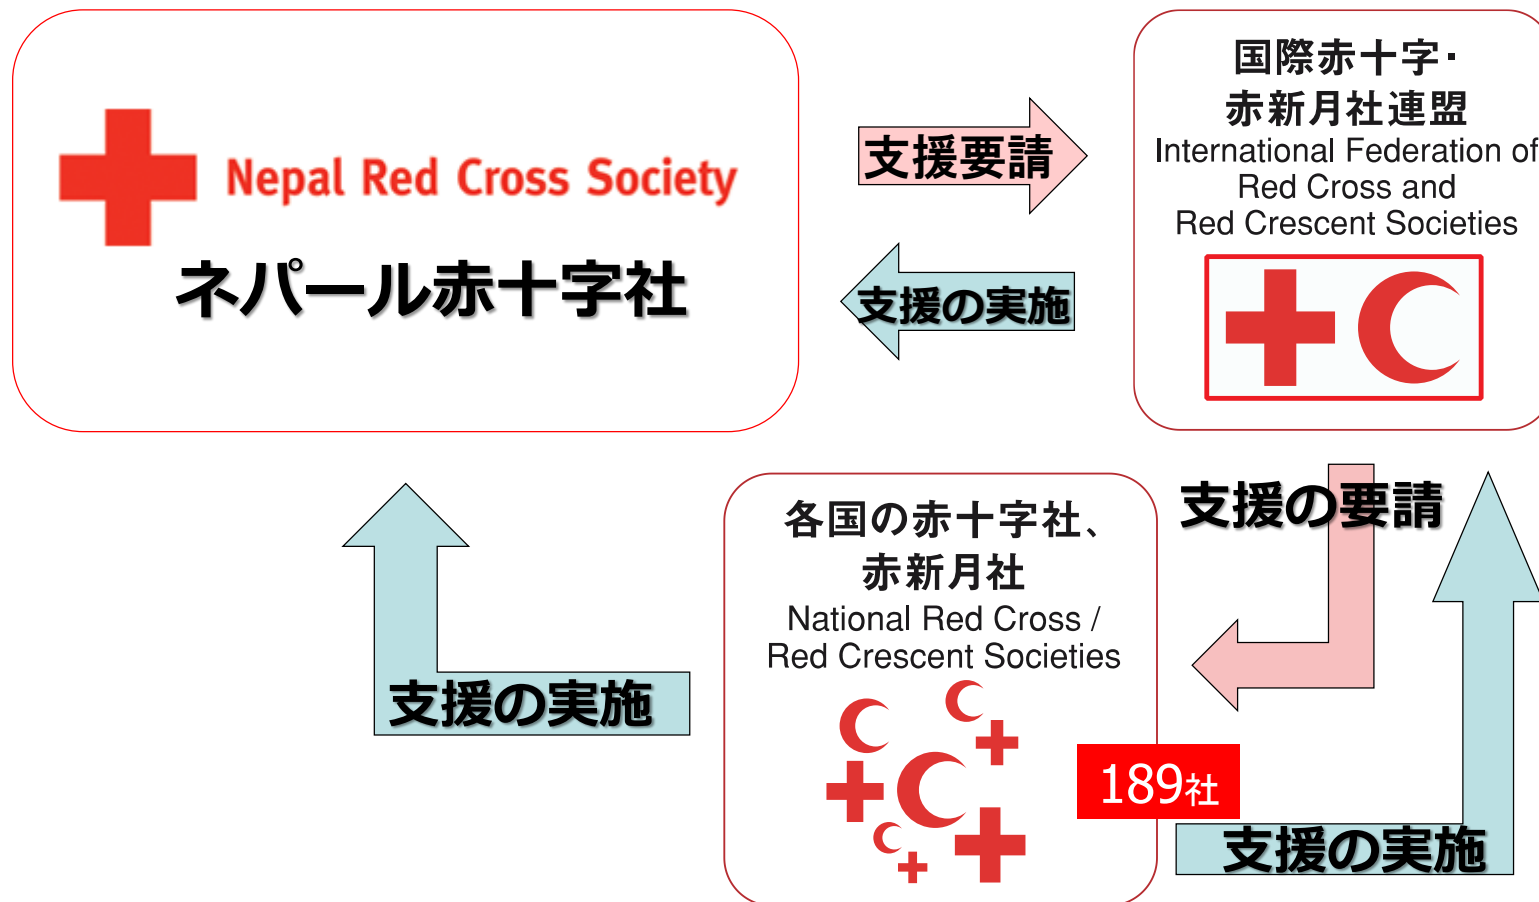 Nepal Red Cross Society
ネパール赤十字社
支援要請
支援の実施
国際赤十字・
赤新月社連盟
International Federation of
Red Cross and
Red Crescent Societies
支援の要請
各国の赤十字社、
赤新月社
National Red Cross /
Red Crescent Societies
189社
支援の実施
支援の実施